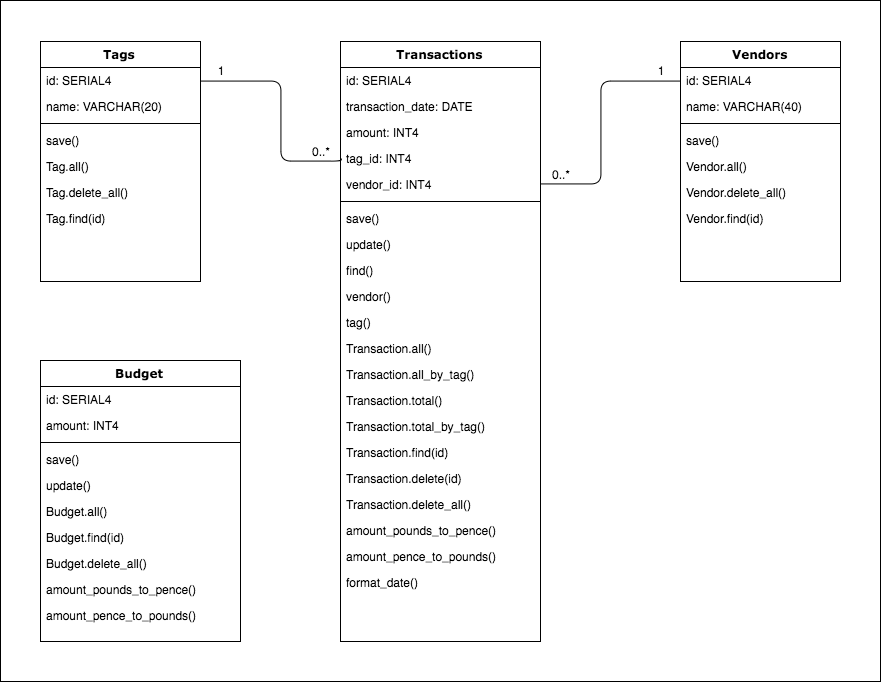 Tags
id: SERIAL4
name: VARCHAR(20)
save()
Tag.all()
Tag.delete_all()
Tag.find(id)
1
0..*
Transactions
id: SERIAL4
transaction_date: DATE
amount: INT4
tag_id: INT4
vendor_id: INT4
save()
update()
find()
vendor()
tag()
Transaction.all()
Transaction.all_by_tag()
Transaction.total()
Transaction.total_by_tag()
Transaction.find(id)
Transaction.delete(id)
Transaction.delete_all()
amount_pounds_to_pence()
amount_pence_to_pounds()
format_date()
1
0..*
Vendors
id: SERIAL4
name: VARCHAR(40)
save()
Vendor.all()
Vendor.delete_all()
Vendor.find(id)
Budget
id: SERIAL4
amount: INT4
save()
update()
Budget.all()
Budget.find(id)
Budget.delete_all()
amount_pounds_to_pence()
amount_pence_to_pounds()